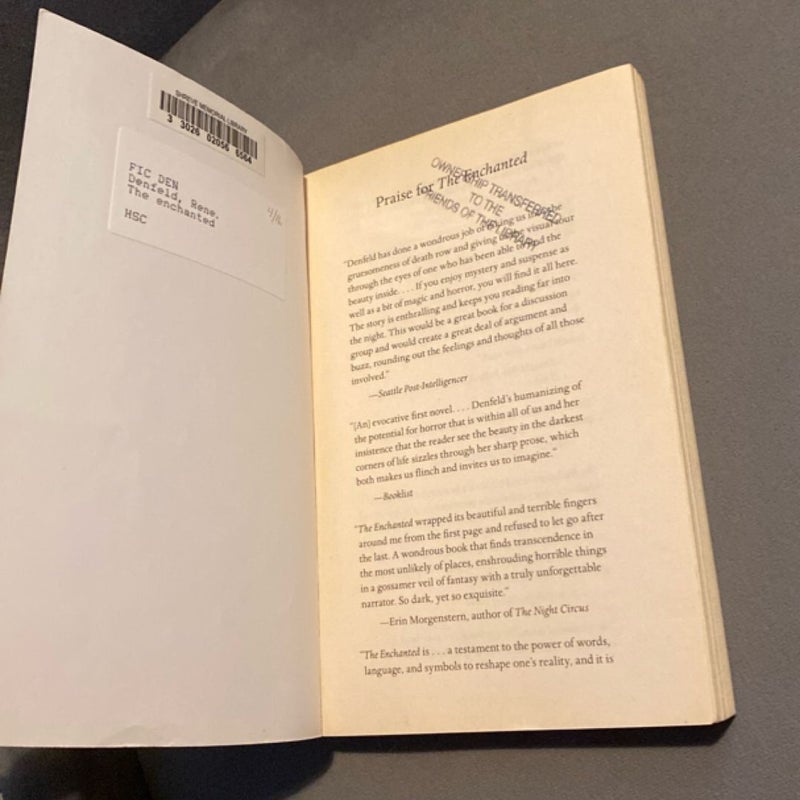 SHREVE MEMORIAL LIBRARY
3 3026 02056 6564
FIC DEN
Denfeld, Rene.
The enchanted
HSC
4/16
Praise for The Enchanted
OWNERSHIP TRANSFERRED
TO THE
FRIENDS OF THE LIBRARY
"Denfeld has done a wondrous job of us the
gruesomeness of death row and giving visual tour
through the eyes of one who has been able to find the
beauty inside. . . . If you enjoy mystery and suspense as
well as a bit of magic and horror, you will find it all here.
The story is enthralling and keeps you reading far into
the night. This would be a great book for a discussion
group and would create a great deal of argument and
buzz, rounding out the feelings and thoughts of all those
involved."
—Seattle Post-Intelligencer
"[An] evocative first novel. . . . Denfeld's humanizing of
the potential for horror that is within all of us and her
insistence that the reader see the beauty in the darkest
corners of life sizzles through her sharp prose, which
both makes us flinch and invites us to imagine."
—Booklist
"The Enchanted wrapped its beautiful and terrible fingers
around me from the first page and refused to let go after
the last. A wondrous book that finds transcendence in
the most unlikely of places, enshrouding horrible things
in a gossamer veil of fantasy with a truly unforgettable
narrator. So dark, yet so exquisite."
—Erin Morgenstern, author of The Night Circus
"The Enchanted is . . . a testament to the power of words,
language, and symbols to reshape one's reality, and it is